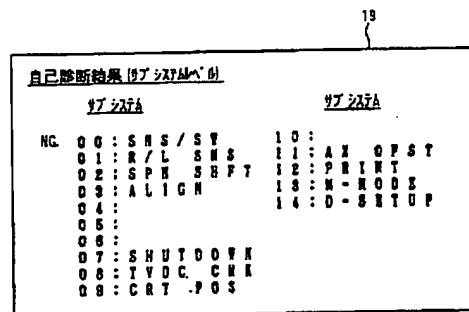 19
自己診断結果 (サブシステムレベル)
サブシステム
NG. 00:SNS/ST
01:R/L SNS
02:SPN SHFT
03:ALIGN
04:
05:
06:
07:SHUTDOWN
08:TVDC. CHK
09:CRT .POS
サブシステム
10:
11:AX OFST
12:PRINT
13:M-MODE
14:D-SETUP